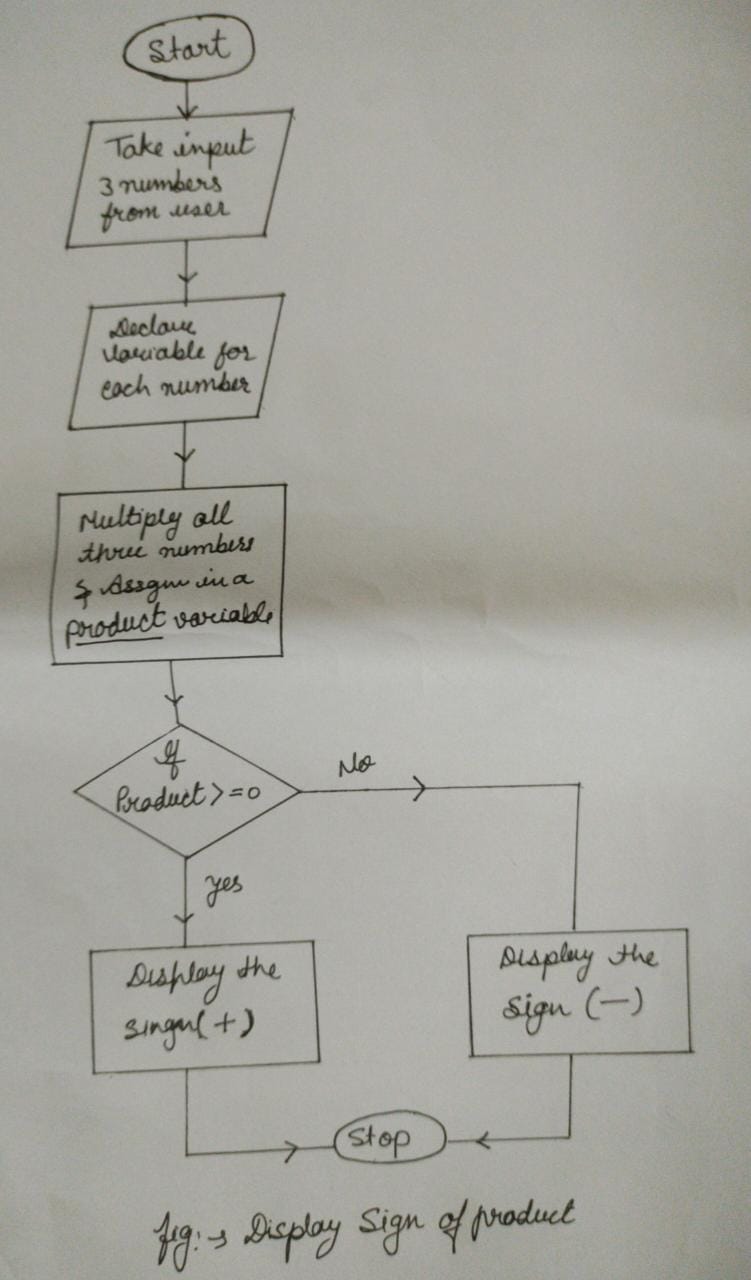 Start
Take input
3 numbers
from user
Declare
Variable for
each number
Multiply all
three numbers
& Assgn in a
product variable
If
Product >= 0
No
Yes
Display the
singn (+)
Display the
Sign (—)
Stop
fig: → Display Sign of product